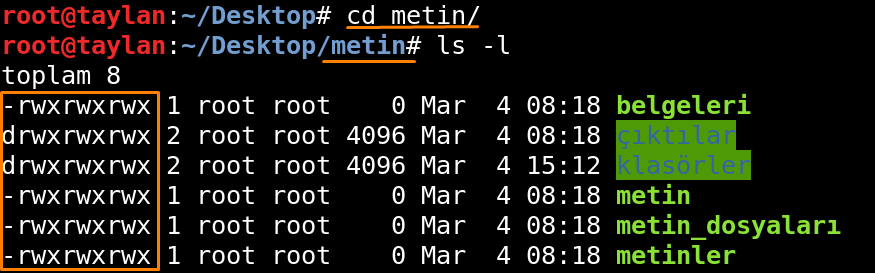 root@taylan:~/Desktop# cd metin/
root@taylan:~/Desktop/metin# ls -l
toplam 8
-rwxrwxrwx 1 root root    0 Mar  4 08:18 belgeleri
drwxrwxrwx 2 root root 4096 Mar  4 08:18 çıktılar
drwxrwxrwx 2 root root 4096 Mar  4 15:12 klasörler
-rwxrwxrwx 1 root root    0 Mar  4 08:18 metin
-rwxrwxrwx 1 root root    0 Mar  4 08:18 metin_dosyaları
-rwxrwxrwx 1 root root    0 Mar  4 08:18 metinler